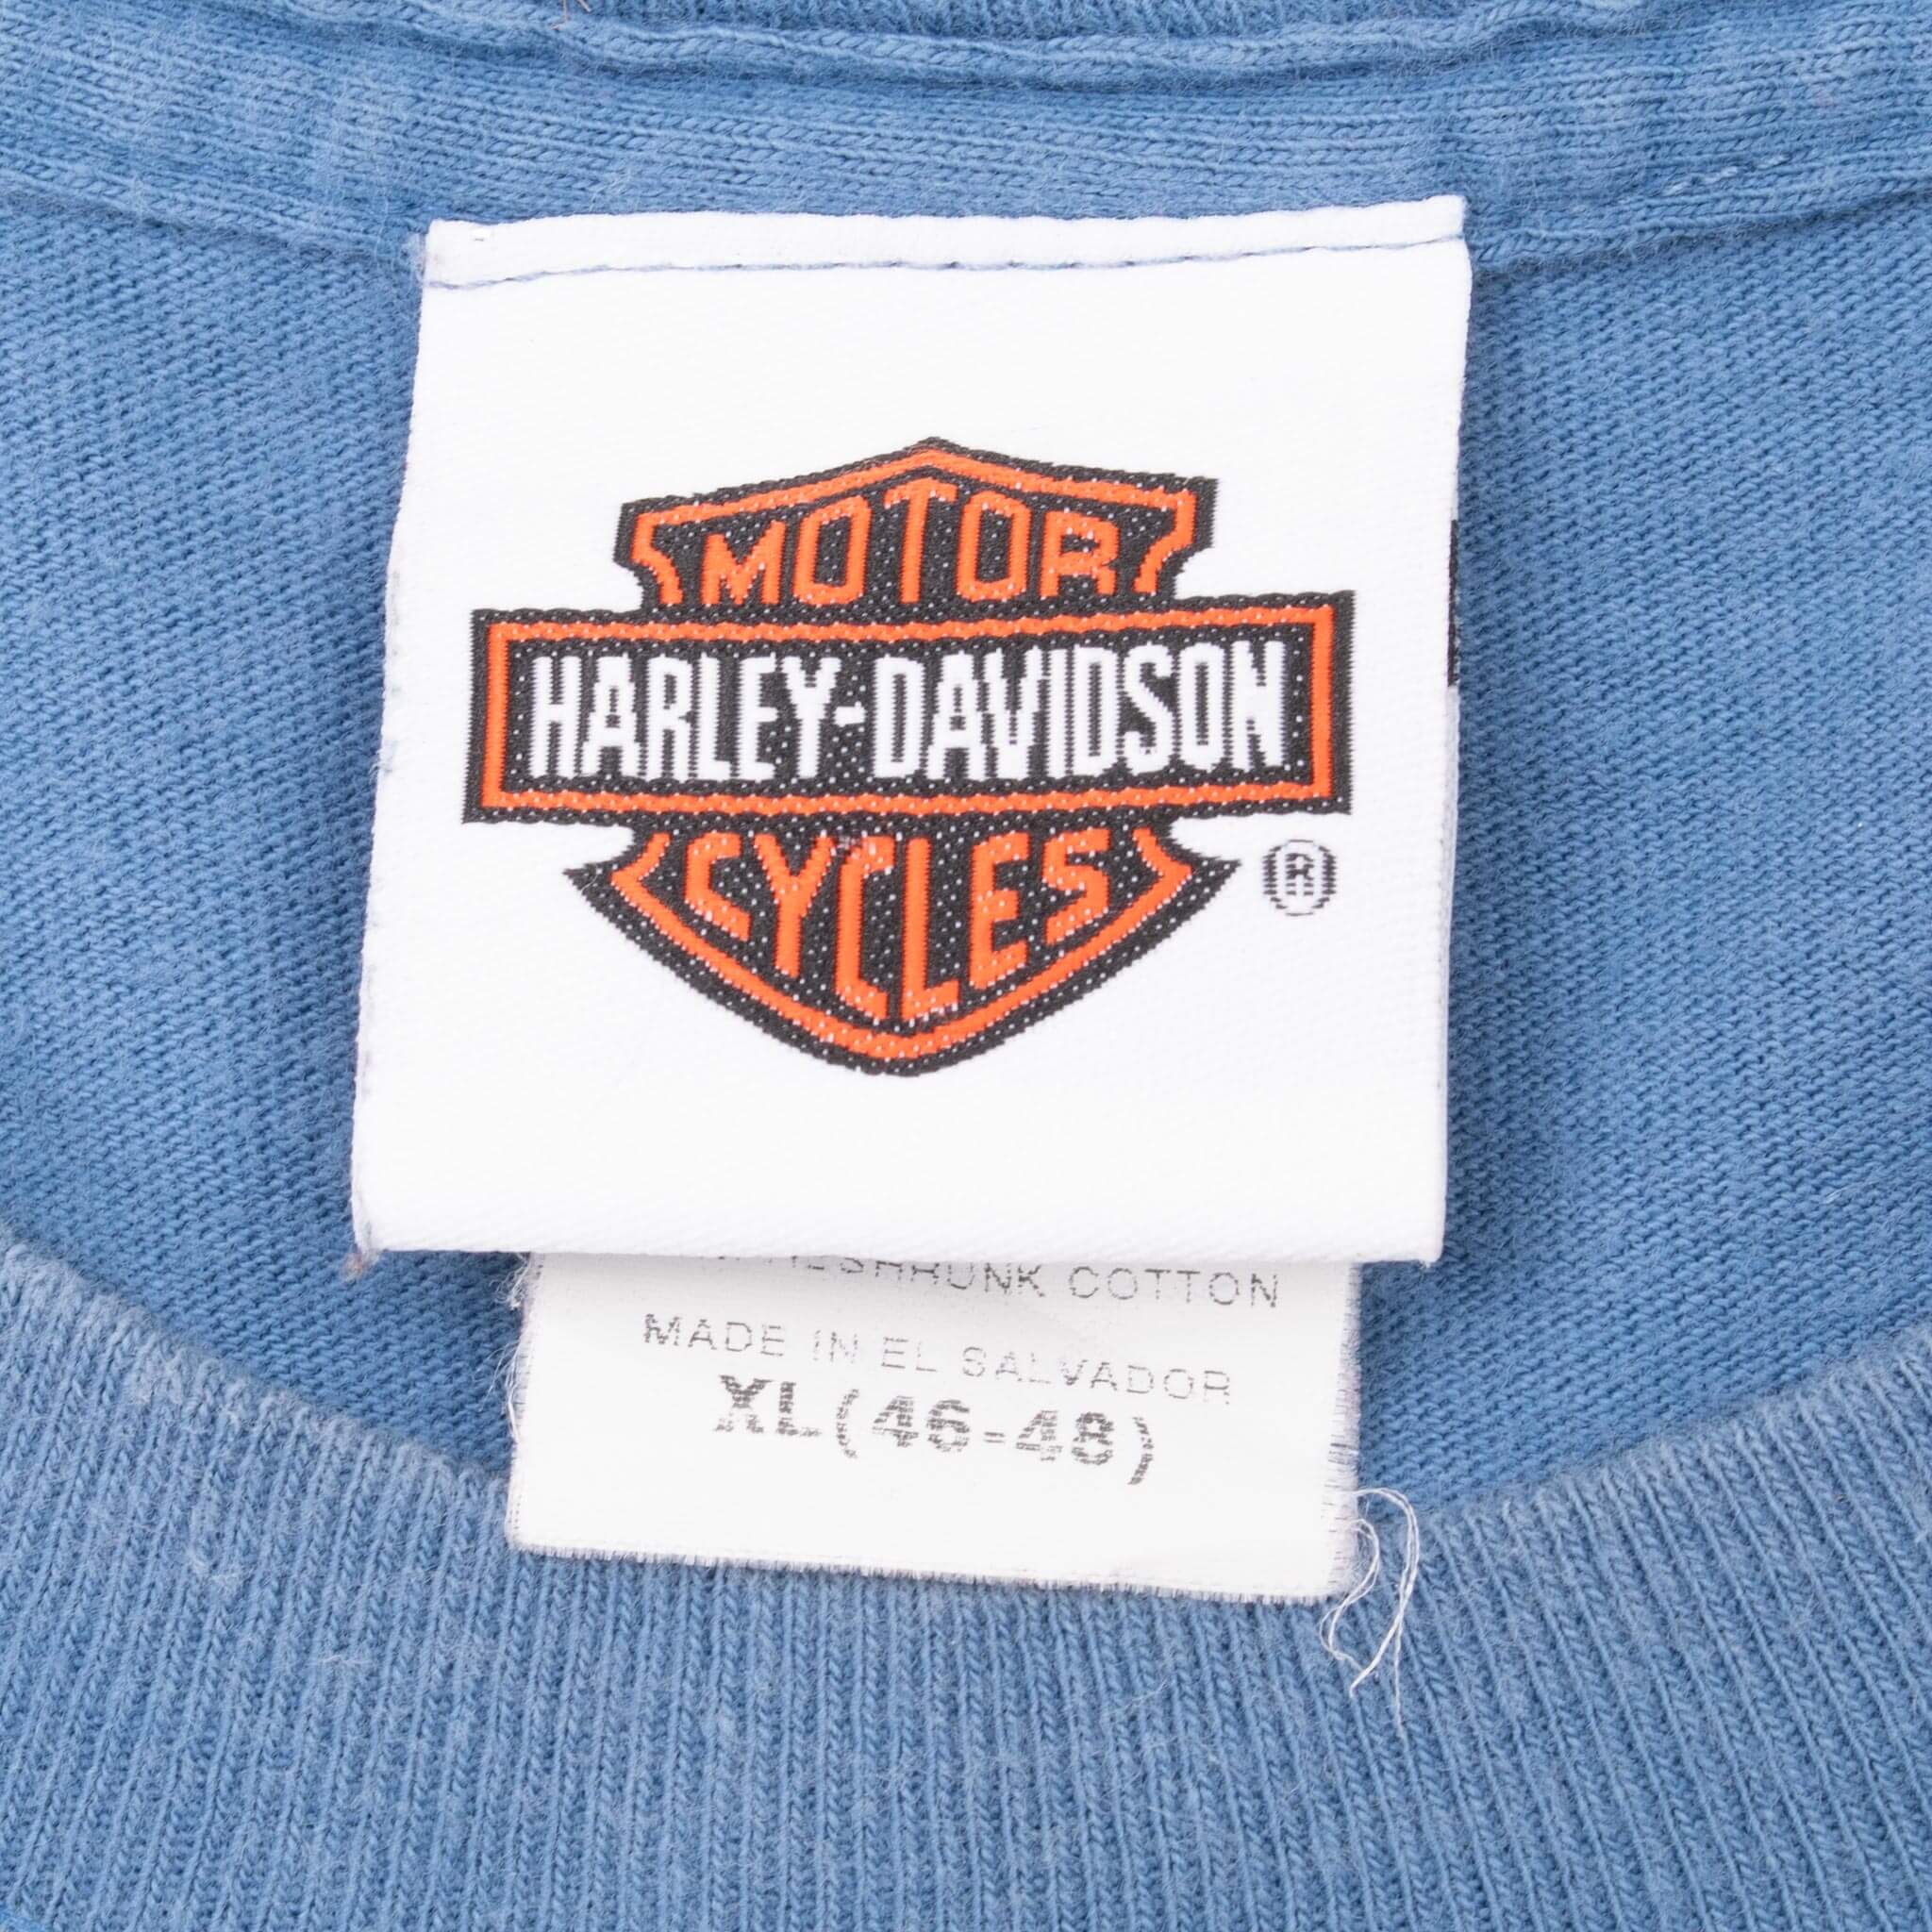 MOTOR
HARLEY-DAVIDSON
CYCLES
®
COTTON
MADE IN EL SALVADOR
XL(46-48)